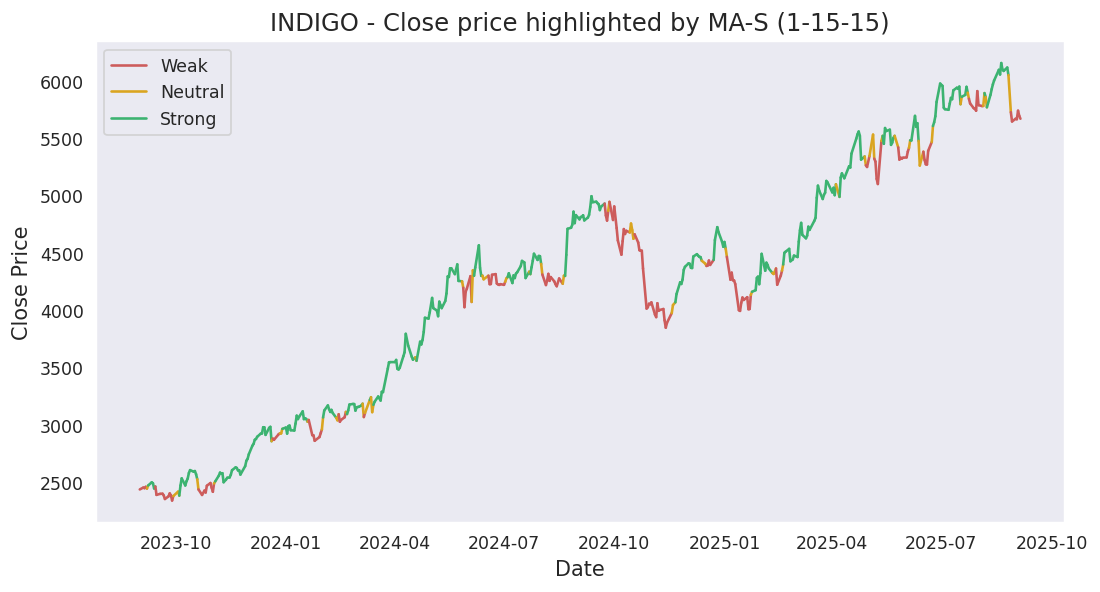 INDIGO - Close price highlighted by MA-S (1-15-15)
Weak
Neutral
Strong
Close Price
6000
5500
5000
4500
4000
3500
3000
2500
2023-10 2024-01 2024-04 2024-07 2024-10 2025-01 2025-04 2025-07 2025-10
Date